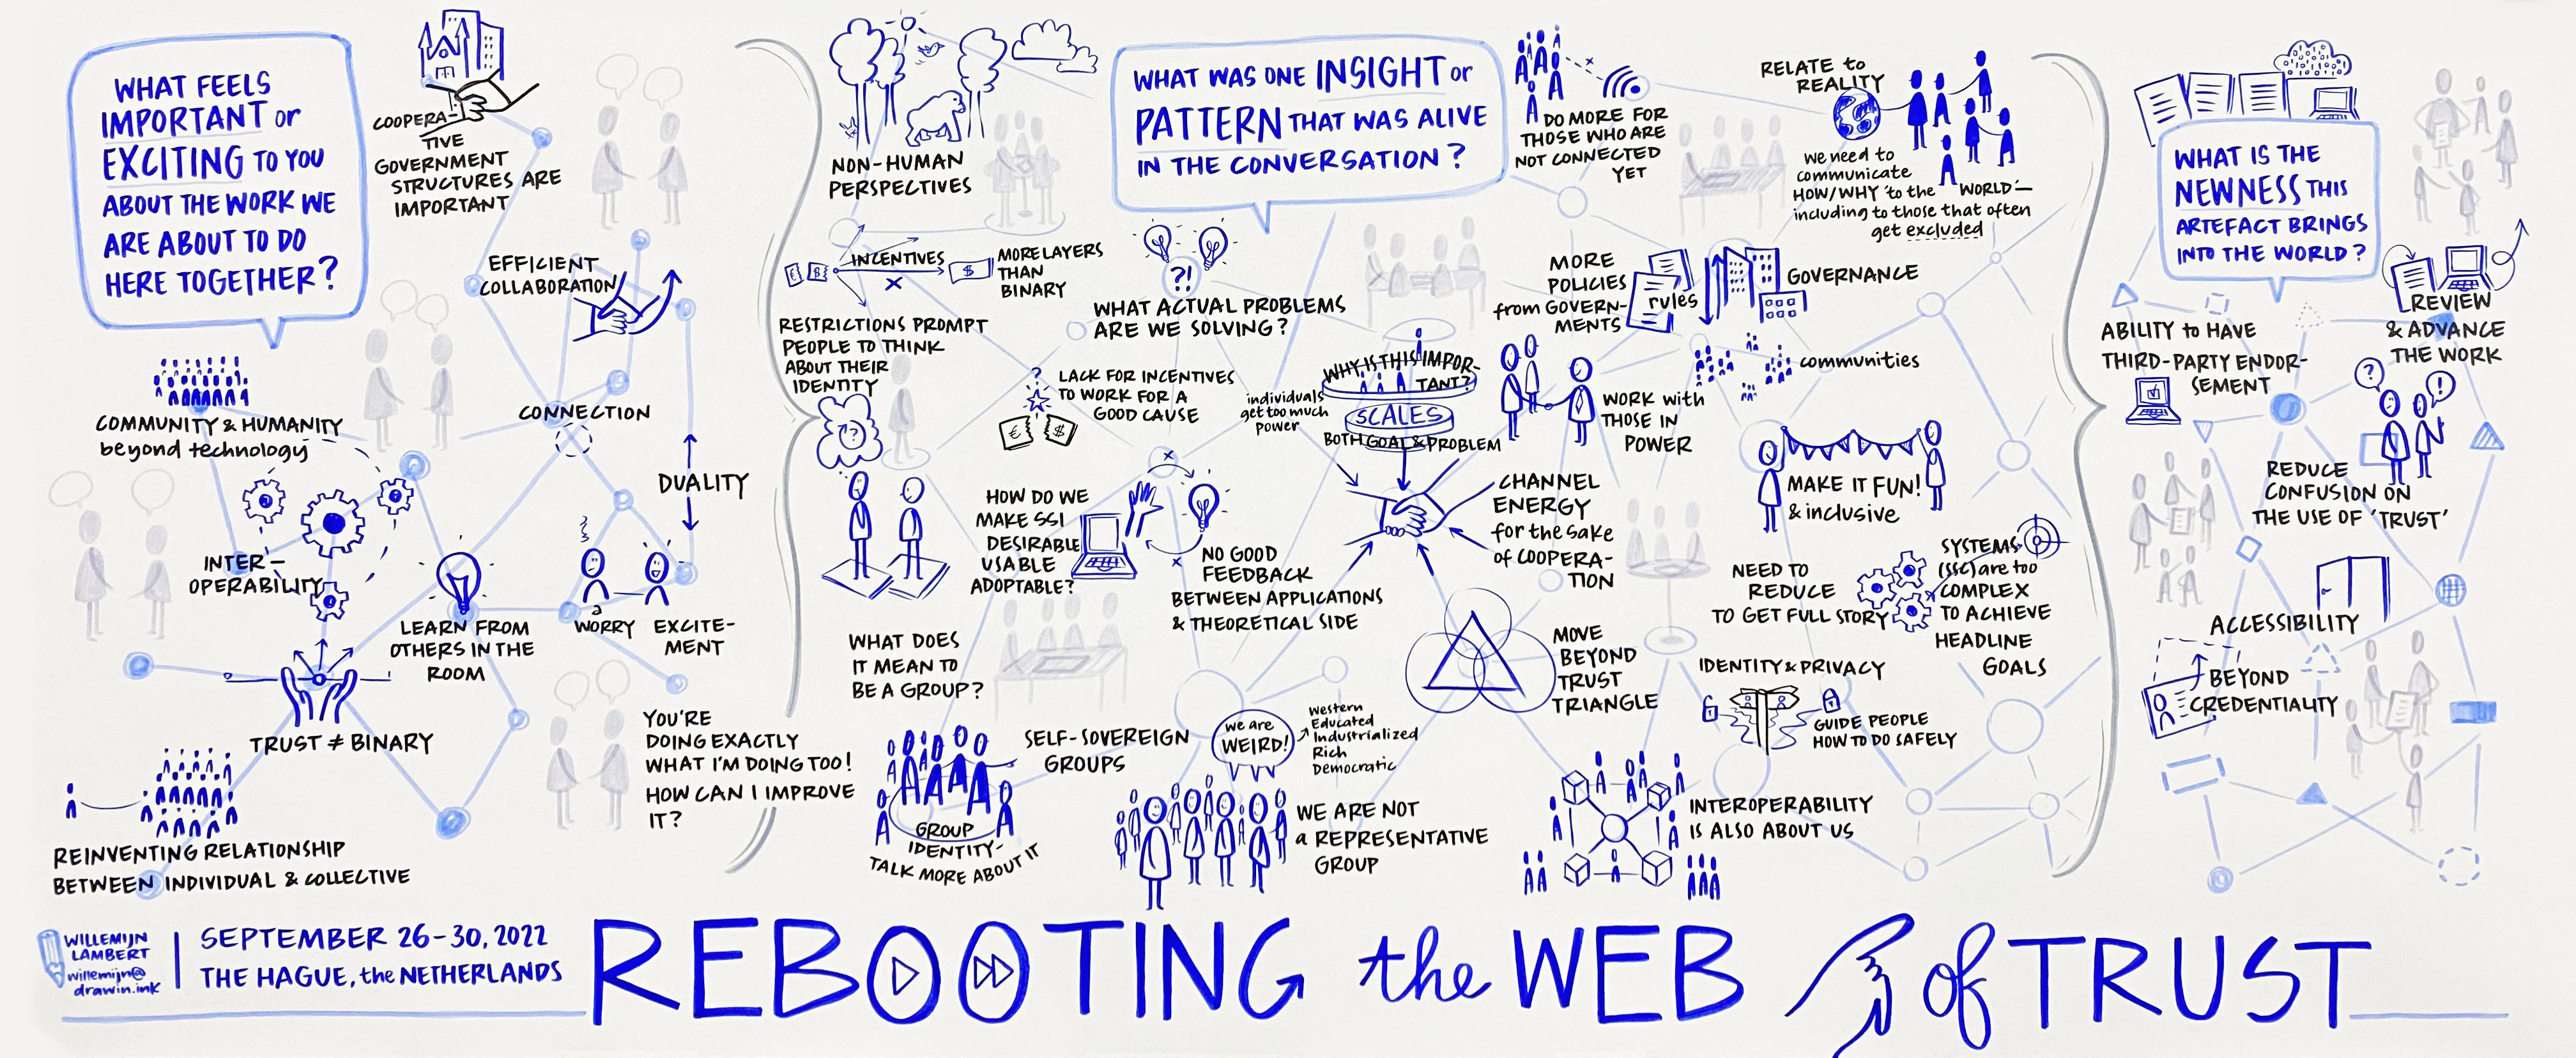 WHAT FEELS
IMPORTANT or
EXCITING TO YOU
ABOUT THE WORK WE
ARE ABOUT TO DO
HERE TOGETHER?
COOPERA-
TIVE
GOVERNMENT
STRUCTURES ARE
IMPORTANT
EFFICIENT
COLLABORATION
COMMUNITY & HUMANITY
beyond technology
CONNECTION
DUALITY
INTER-
OPERABILITY
LEARN FROM
OTHERS IN THE
ROOM
a
WORRY
EXCITE-
MENT
TRUST ≠ BINARY
YOU'RE
DOING EXACTLY
WHAT I'M DOING TOO!
HOW CAN I IMPROVE
IT?
REINVENTING RELATIONSHIP
BETWEEN INDIVIDUAL & COLLECTIVE
NON-HUMAN
PERSPECTIVES
WHAT WAS ONE INSIGHT or
PATTERN THAT WAS ALIVE
IN THE CONVERSATION?
DO MORE FOR
THOSE WHO ARE
NOT CONNECTED
YET
RELATE to
REALITY
We need to
communicate
HOW/WHY to the 'WORLD'—
including to those that often
get excluded
€ $
INCENTIVES
X
$
MORE LAYERS
THAN
BINARY
?!
WHAT ACTUAL PROBLEMS
ARE WE SOLVING?
MORE
POLICIES
from GOVERN-
MENTS
rules
GOVERNANCE
communities
RESTRICTIONS PROMPT
PEOPLE TO THINK
ABOUT THEIR
IDENTITY
?
?
€ $
LACK FOR INCENTIVES
TO WORK FOR A
GOOD CAUSE
individuals
get too much
power
WHY IS THIS IMPOR-
TANT?
SCALES
BOTH GOAL & PROBLEM
WORK with
THOSE IN
POWER
MAKE IT FUN!
& inclusive
HOW DO WE
MAKE SSI
DESIRABLE
USABLE
ADOPTABLE?
x
x
NO GOOD
FEEDBACK
BETWEEN APPLICATIONS
& THEORETICAL SIDE
CHANNEL
ENERGY
for the sake
of COOPERA-
TION
NEED TO
REDUCE
TO GET FULL STORY
SYSTEMS
(SSC) are too
COMPLEX
TO ACHIEVE
HEADLINE
GOALS
WHAT DOES
IT MEAN TO
BE A GROUP?
MOVE
BEYOND
TRUST
TRIANGLE
IDENTITY & PRIVACY
GUIDE PEOPLE
HOW TO DO SAFELY
SELF-SOVEREIGN
GROUPS
GROUP
IDENTITY-
TALK MORE ABOUT IT
we are
WEIRD!
Western
Educated
Industrialized
Rich
Democratic
WE ARE NOT
a REPRESENTATIVE
GROUP
INTEROPERABILITY
IS ALSO ABOUT US
WHAT IS THE
NEWNESS THIS
ARTEFACT BRINGS
INTO THE WORLD?
ABILITY to HAVE
THIRD-PARTY ENDOR-
SEMENT
REVIEW
& ADVANCE
THE WORK
?
!
REDUCE
CONFUSION ON
THE USE OF 'TRUST'
ACCESSIBILITY
BEYOND
CREDENTIALITY
WILLEMIJN
LAMBERT
willemijn@
drawin.ink
SEPTEMBER 26-30, 2022
THE HAGUE, the NETHERLANDS
REBOOTING the WEB of TRUST